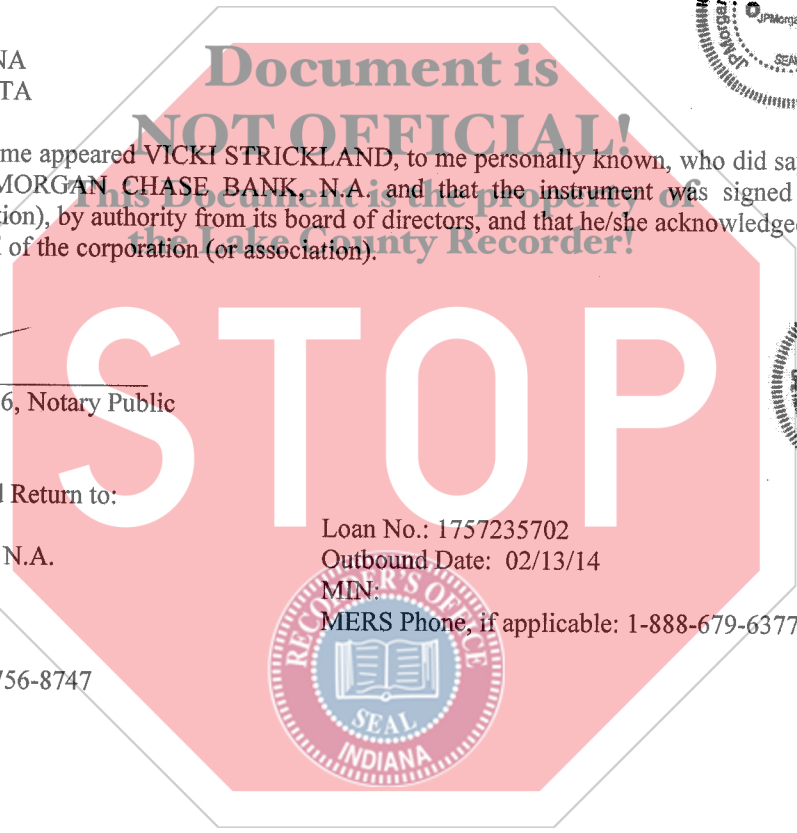 JPMorga
SEA
NA
TA
Document is
NOT OFFICIAL!
me appeared VICKI STRICKLAND, to me personally known, who did sa
MORGAN CHASE BANK, N.A. and that the instrument was signed
This Document is the property of
tion), by authority from its board of directors, and that he/she acknowledge
the Lake County Recorder!
of the corporation (or association).
STOP
6, Notary Public
Return to:
Loan No.: 1757235702
N.A.
Outbound Date: 02/13/14
MIN:
MERS Phone, if applicable: 1-888-679-6377
756-8747
RECORDER'S OFFICE
SEAL
INDIANA